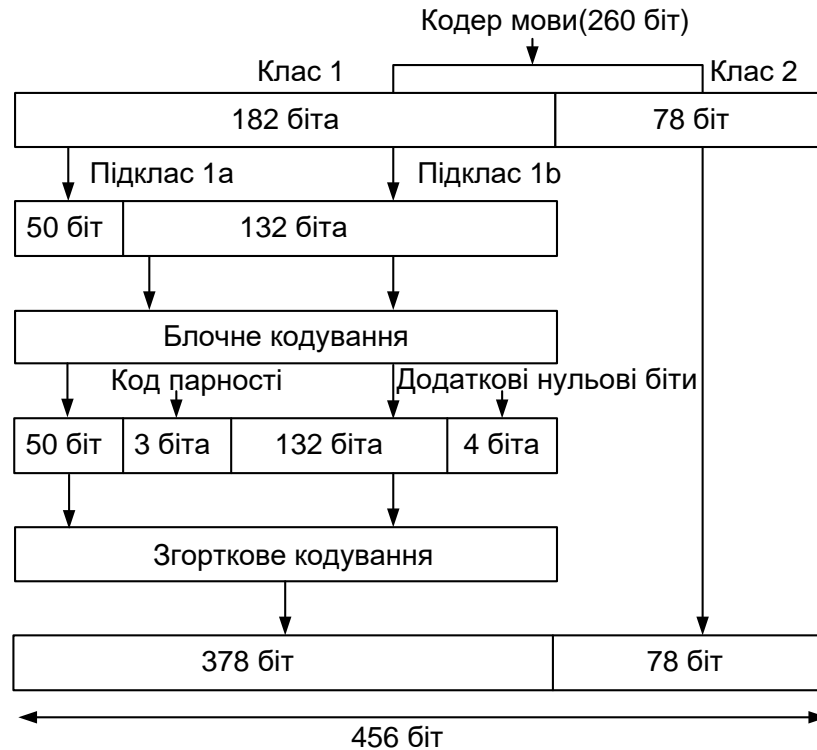 Кодер мови(260 біт)
Клас 1
Клас 2
182 біта
78 біт
Підклас 1а
Підклас 1b
50 біт
132 біта
Блочне кодування
Код парності
Додаткові нульові біти
50 біт
3 біта
132 біта
4 біта
Згорткове кодування
378 біт
78 біт
456 біт